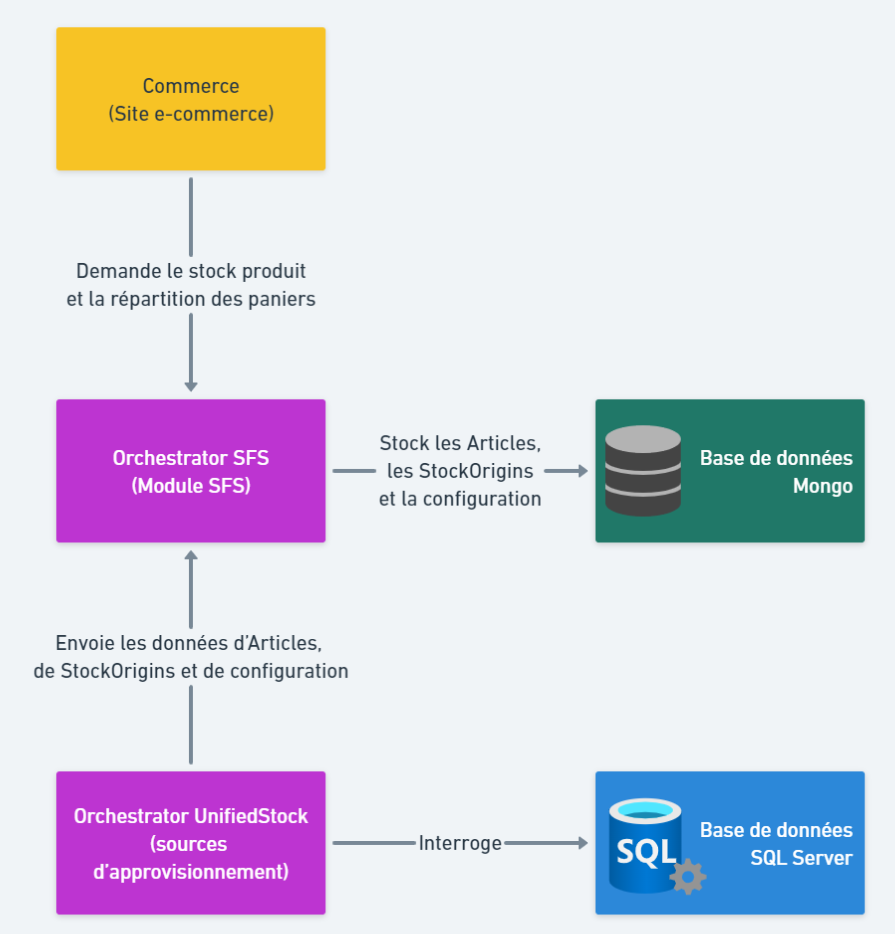 Commerce
(Site e-commerce)
Demande le stock produit
et la répartition des paniers
Orchestrator SFS
(Module SFS)
Stock les Articles,
les StockOrigins
et la configuration
Base de données
Mongo
Envoie les données d’Articles,
de StockOrigins et de configuration
Orchestrator UnifiedStock
(sources
d’approvisionnement)
Interroge
SQL
Base de données
SQL Server